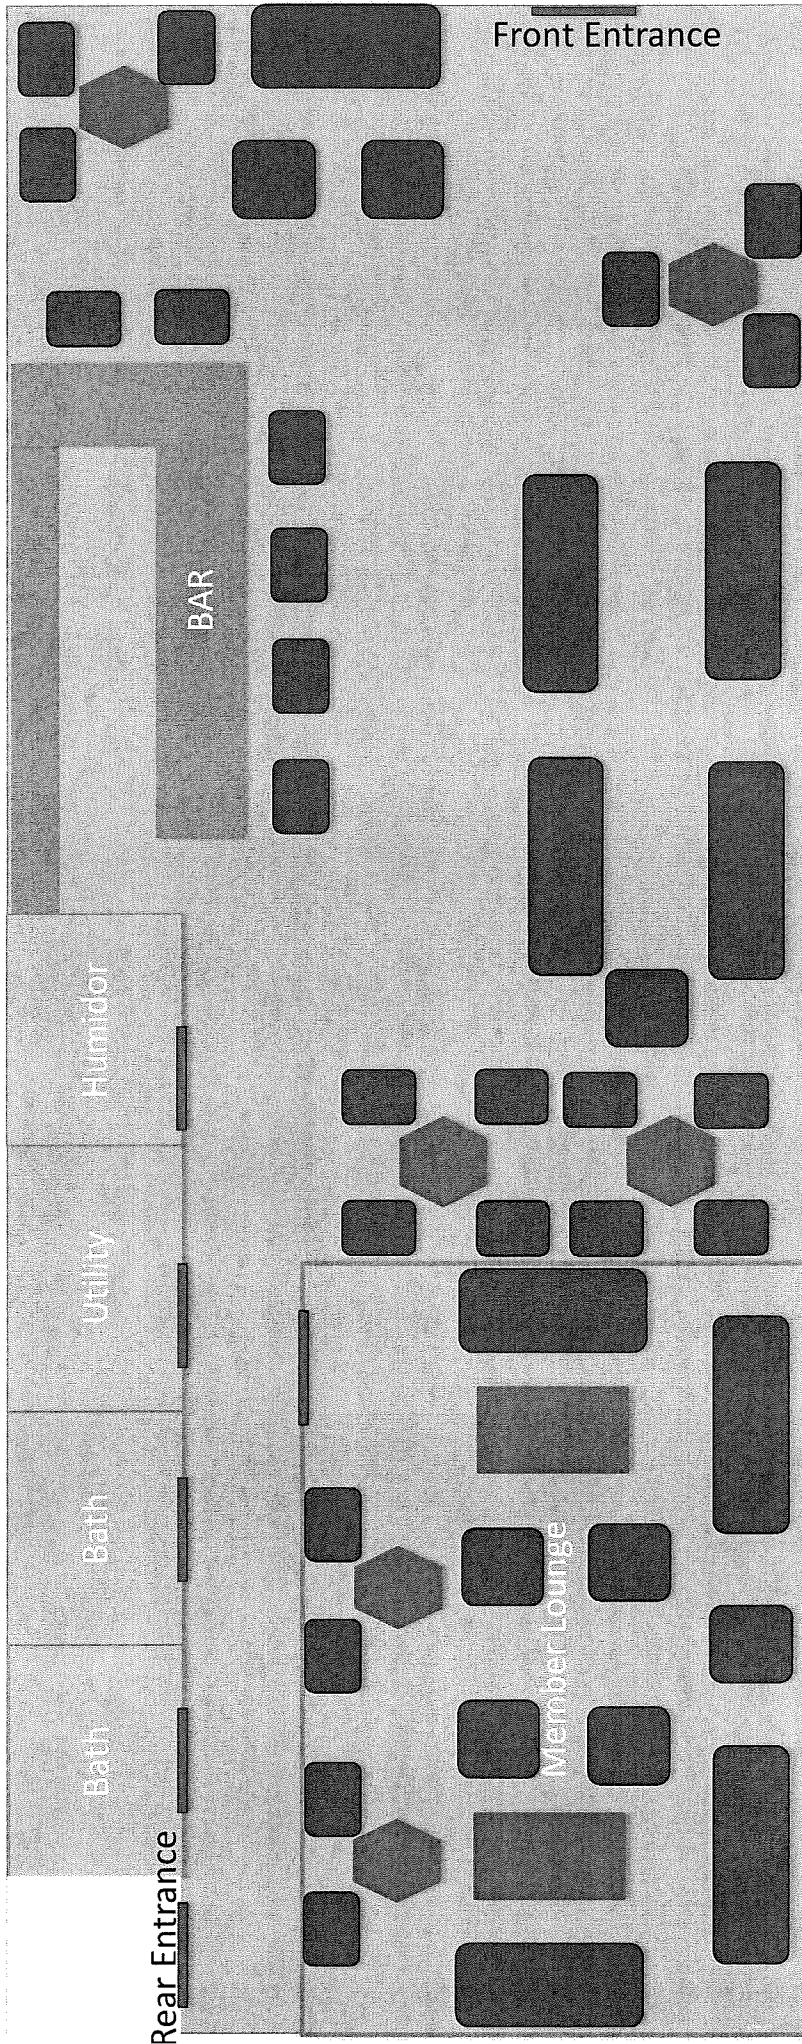 Front Entrance
BAR
Humidor
Utility
Bath
Member Lounge
Bath
Rear Entrance